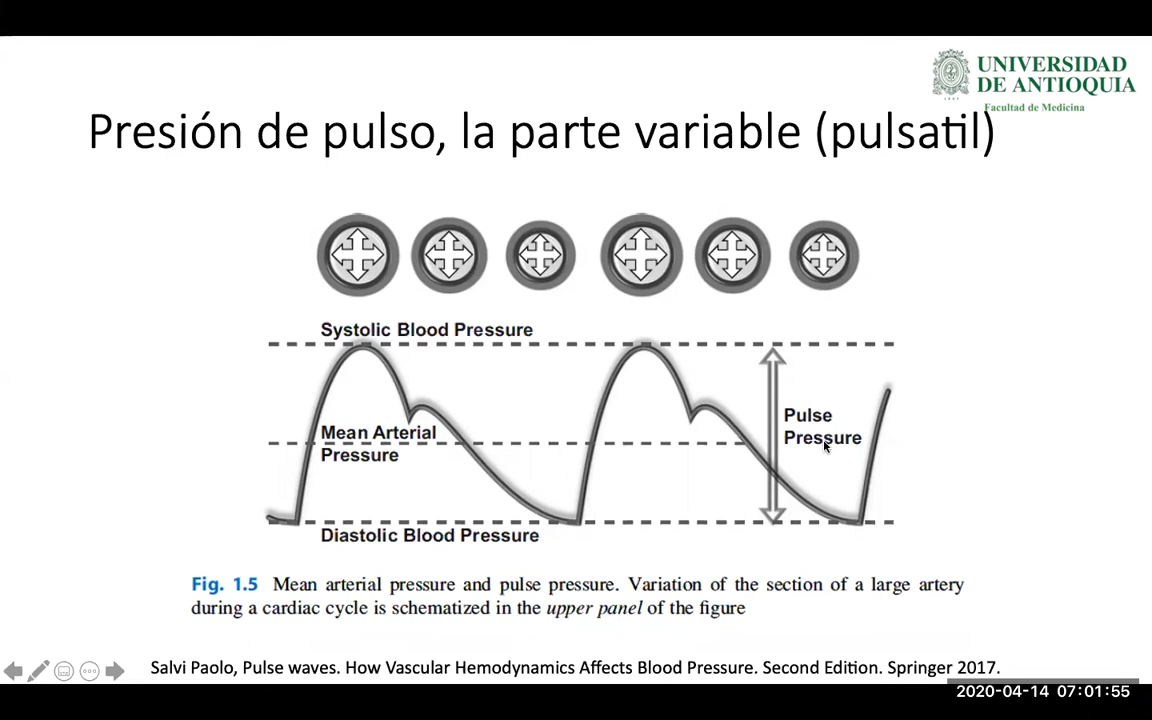 UNIVERSIDAD
DE ANTIOQUIA
1803
Facultad de Medicina
Presión de pulso, la parte variable (pulsatil)
Systolic Blood Pressure
Pulse
Pressure
Mean Arterial
Pressure
Diastolic Blood Pressure
Fig. 1.5 Mean arterial pressure and pulse pressure. Variation of the section of a large artery
during a cardiac cycle is schematized in the upper panel of the figure
Salvi Paolo, Pulse waves. How Vascular Hemodynamics Affects Blood Pressure. Second Edition. Springer 2017.
2020-04-14 07:01:55